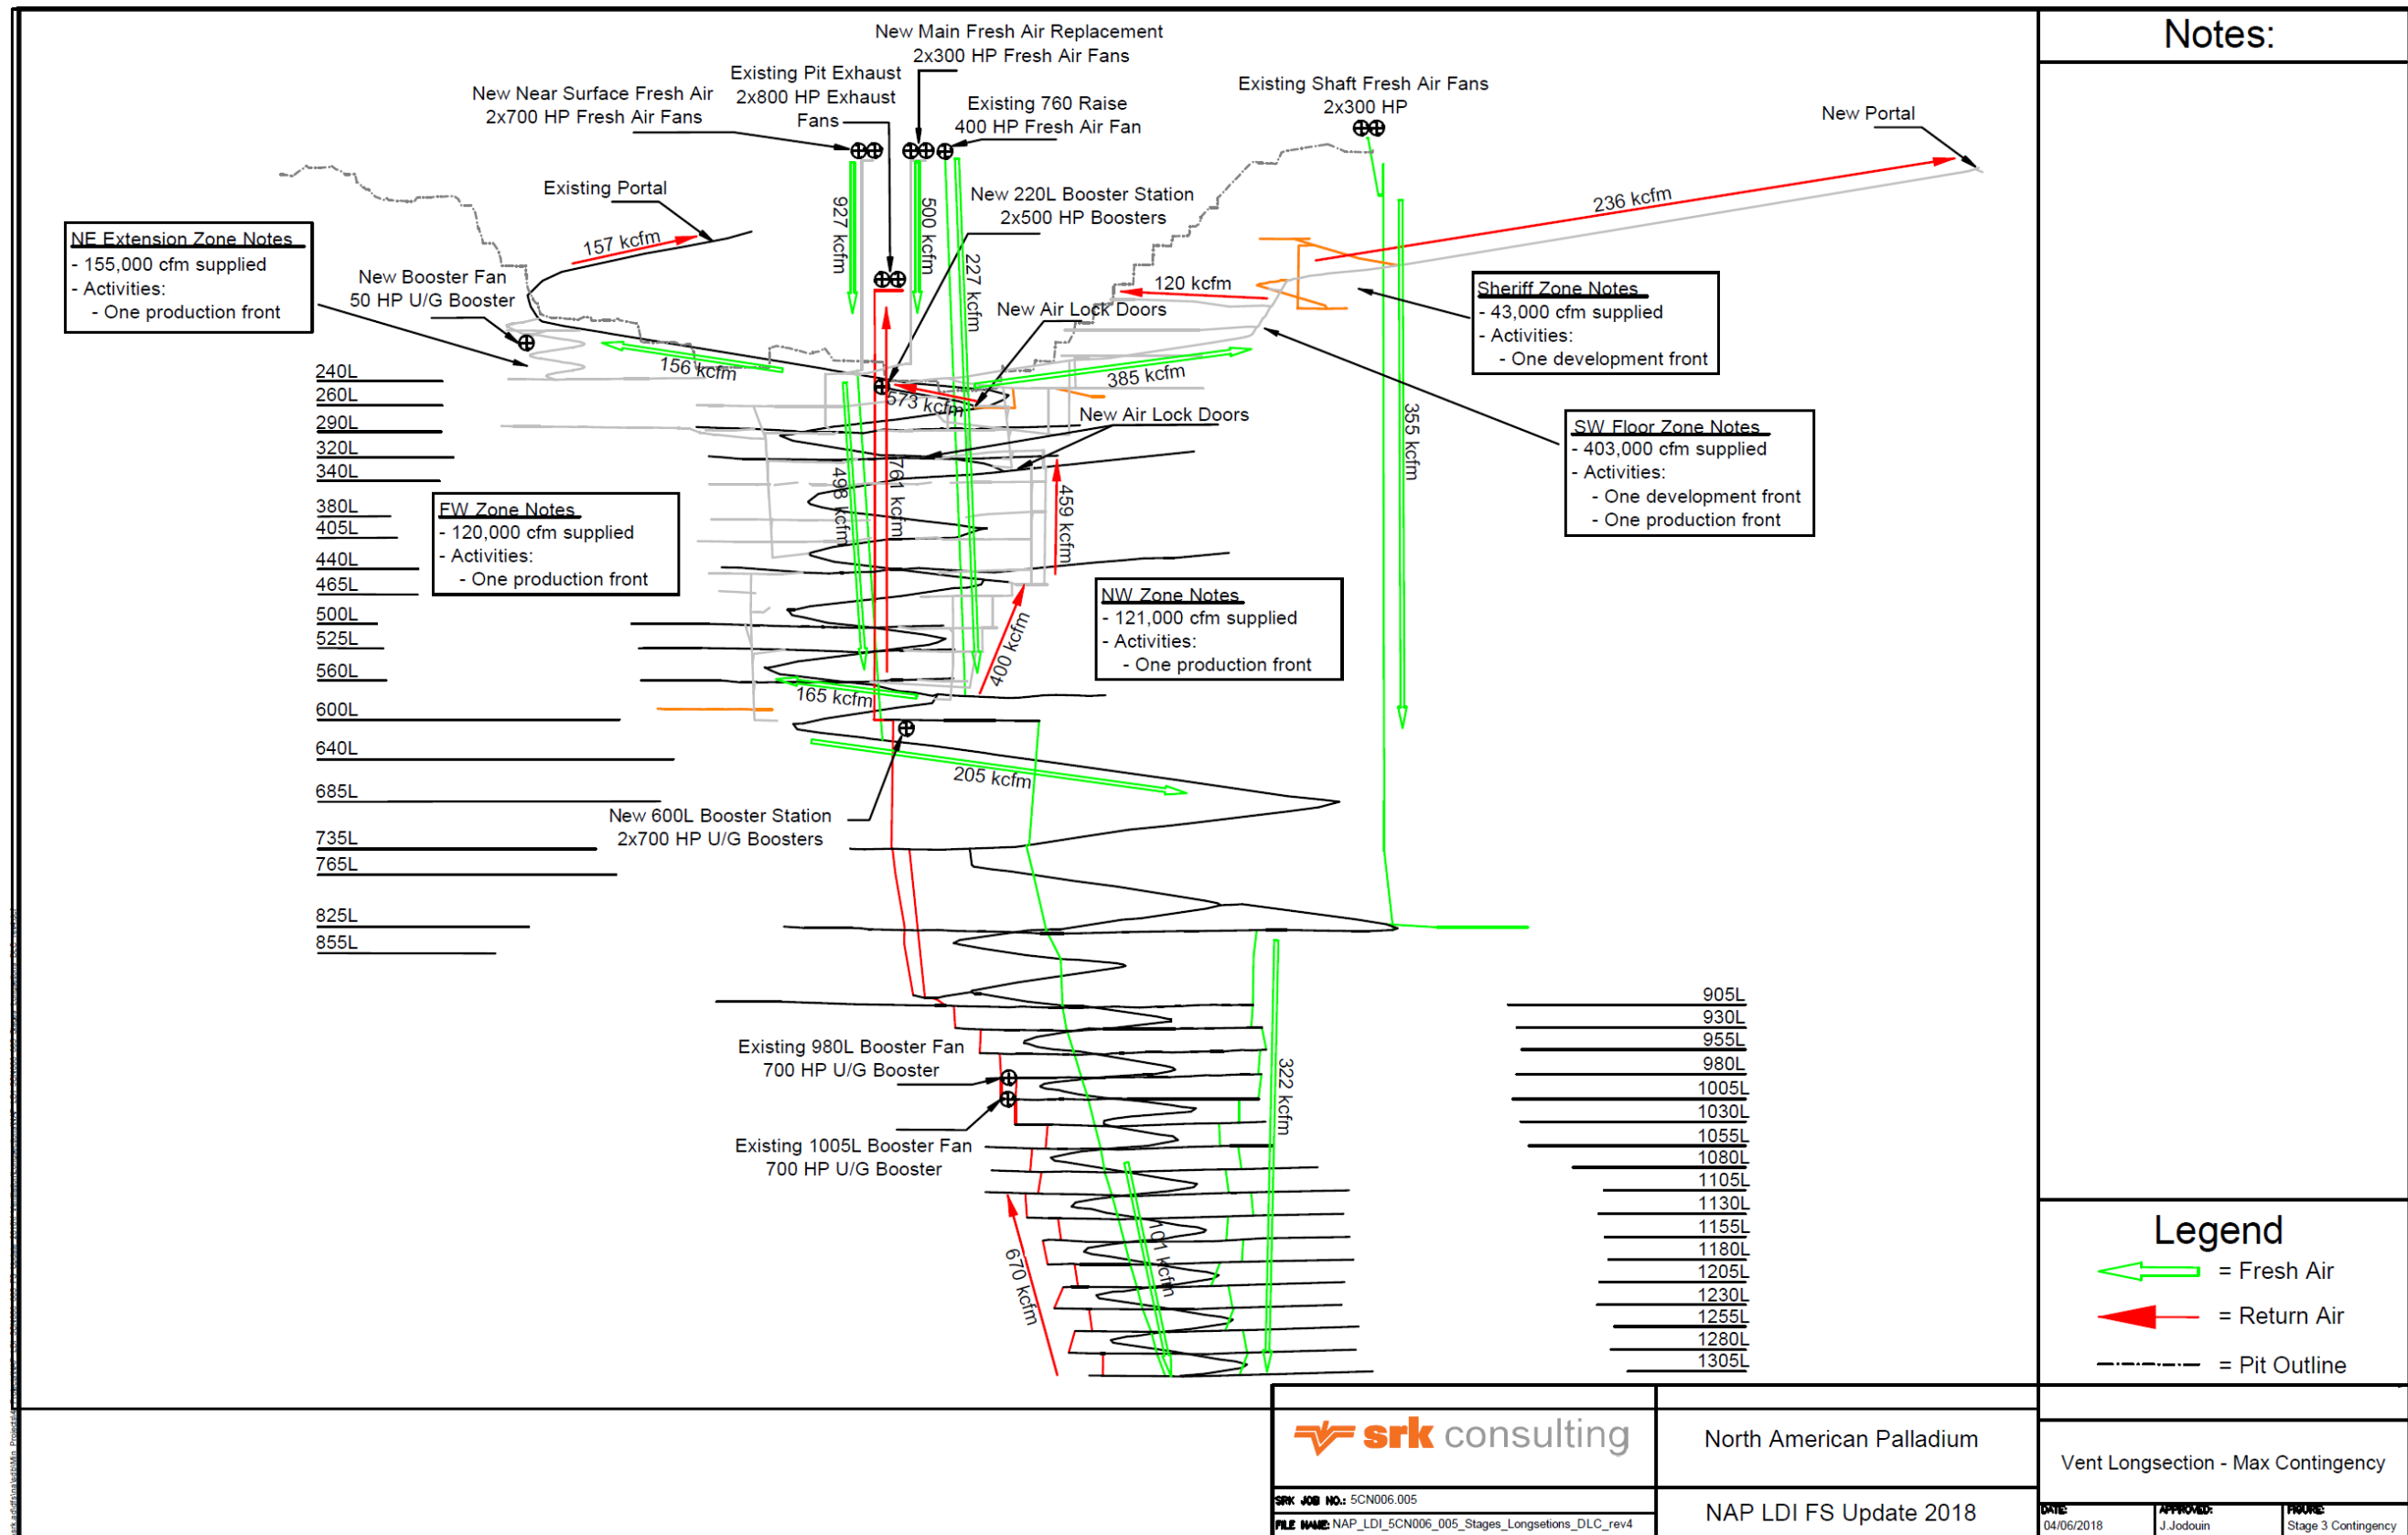 Notes:
New Main Fresh Air Replacement
2x300 HP Fresh Air Fans
Existing Pit Exhaust
2x800 HP Exhaust
Fans
New Near Surface Fresh Air
2x700 HP Fresh Air Fans
Existing 760 Raise
400 HP Fresh Air Fan
Existing Shaft Fresh Air Fans
2x300 HP
New Portal
Existing Portal
New 220L Booster Station
2x500 HP Boosters
236 kcfm
157 kcfm
927 kcfm
500 kcfm
227 kcfm
NE Extension Zone Notes
- 155,000 cfm supplied
- Activities:
- One production front
New Booster Fan
50 HP U/G Booster
120 kcfm
New Air Lock Doors
Sheriff Zone Notes
- 43,000 cfm supplied
- Activities:
- One development front
156 kcfm
385 kcfm
573 kcfm
New Air Lock Doors
355 kcfm
SW Floor Zone Notes
- 403,000 cfm supplied
- Activities:
- One development front
- One production front
240L
260L
290L
320L
340L
380L
405L
440L
465L
500L
525L
560L
600L
640L
685L
735L
765L
825L
855L
498 kcfm
761 kcfm
459 kcfm
FW Zone Notes
- 120,000 cfm supplied
- Activities:
- One production front
NW Zone Notes
- 121,000 cfm supplied
- Activities:
- One production front
400 kcfm
165 kcfm
205 kcfm
New 600L Booster Station
2x700 HP U/G Boosters
Existing 980L Booster Fan
700 HP U/G Booster
322 kcfm
Existing 1005L Booster Fan
700 HP U/G Booster
101 kcfm
670 kcfm
905L
930L
955L
980L
1005L
1030L
1055L
1080L
1105L
1130L
1155L
1180L
1205L
1230L
1255L
1280L
1305L
Legend
= Fresh Air
= Return Air
= Pit Outline
srk consulting
North American Palladium
Vent Longsection - Max Contingency
SRK JOB NO.: 5CN006.005
FILE NAME: NAP_LDI_5CN006_005_Stages_Longsetions_DLC_rev4
NAP LDI FS Update 2018
DATE:
04/06/2018
APPROVED:
J.Jodouin
FIGURE:
Stage 3 Contingency